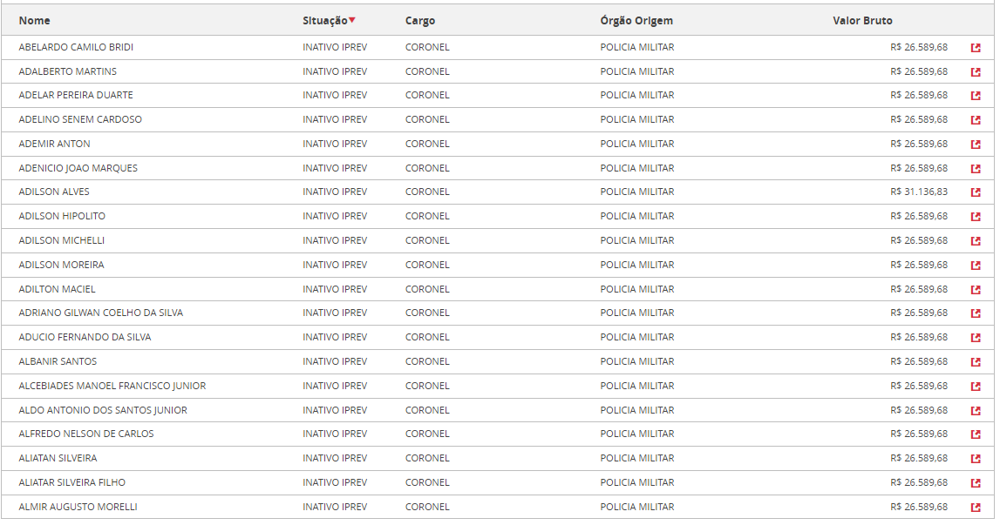 Nome Situação Cargo Órgão Origem Valor Bruto
ABELARDO CAMILO BRIDI INATIVO IPREV CORONEL POLICIA MILITAR R$ 26.589,68
ADALBERTO MARTINS INATIVO IPREV CORONEL POLICIA MILITAR R$ 26.589,68
ADELAR PEREIRA DUARTE INATIVO IPREV CORONEL POLICIA MILITAR R$ 26.589,68
ADELINO SENEM CARDOSO INATIVO IPREV CORONEL POLICIA MILITAR R$ 26.589,68
ADEMIR ANTON INATIVO IPREV CORONEL POLICIA MILITAR R$ 26.589,68
ADENICIO JOAO MARQUES INATIVO IPREV CORONEL POLICIA MILITAR R$ 26.589,68
ADILSON ALVES INATIVO IPREV CORONEL POLICIA MILITAR R$ 31.136,83
ADILSON HIPOLITO INATIVO IPREV CORONEL POLICIA MILITAR R$ 26.589,68
ADILSON MICHELLI INATIVO IPREV CORONEL POLICIA MILITAR R$ 26.589,68
ADILSON MOREIRA INATIVO IPREV CORONEL POLICIA MILITAR R$ 26.589,68
ADILTON MACIEL INATIVO IPREV CORONEL POLICIA MILITAR R$ 26.589,68
ADRIANO GILWAN COELHO DA SILVA INATIVO IPREV CORONEL POLICIA MILITAR R$ 26.589,68
ADUCIO FERNANDO DA SILVA INATIVO IPREV CORONEL POLICIA MILITAR R$ 26.589,68
ALBANIR SANTOS INATIVO IPREV CORONEL POLICIA MILITAR R$ 26.589,68
ALCEBIADES MANOEL FRANCISCO JUNIOR INATIVO IPREV CORONEL POLICIA MILITAR R$ 26.589,68
ALDO ANTONIO DOS SANTOS JUNIOR INATIVO IPREV CORONEL POLICIA MILITAR R$ 26.589,68
ALFREDO NELSON DE CARLOS INATIVO IPREV CORONEL POLICIA MILITAR R$ 26.589,68
ALIATAN SILVEIRA INATIVO IPREV CORONEL POLICIA MILITAR R$ 26.589,68
ALIATAR SILVEIRA FILHO INATIVO IPREV CORONEL POLICIA MILITAR R$ 26.589,68
ALMIR AUGUSTO MORELLI INATIVO IPREV CORONEL POLICIA MILITAR R$ 26.589,68